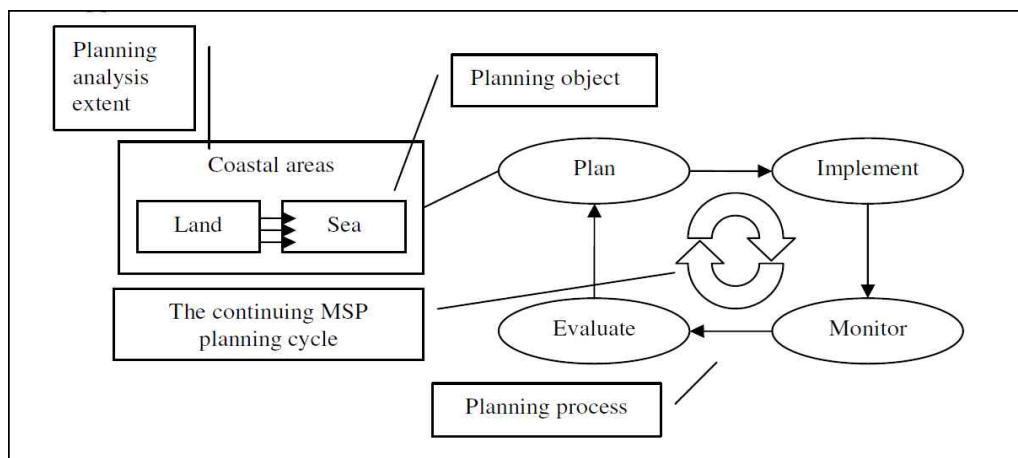 Planning
analysis
extent
Planning object
Coastal areas
Land
Sea
Plan
Implement
The continuing MSP
planning cycle
Evaluate
Monitor
Planning process